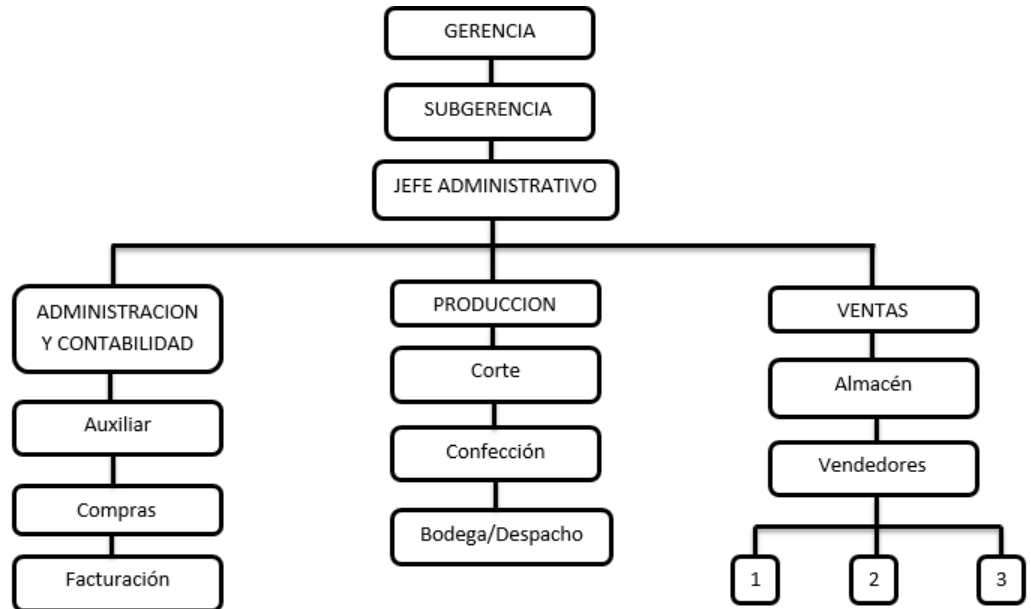 GERENCIA
SUBGERENCIA
JEFE ADMINISTRATIVO
ADMINISTRACION
Y CONTABILIDAD
Auxiliar
Compras
Facturación
PRODUCCION
Corte
Confección
Bodega/Despacho
VENTAS
Almacén
Vendedores
1
2
3